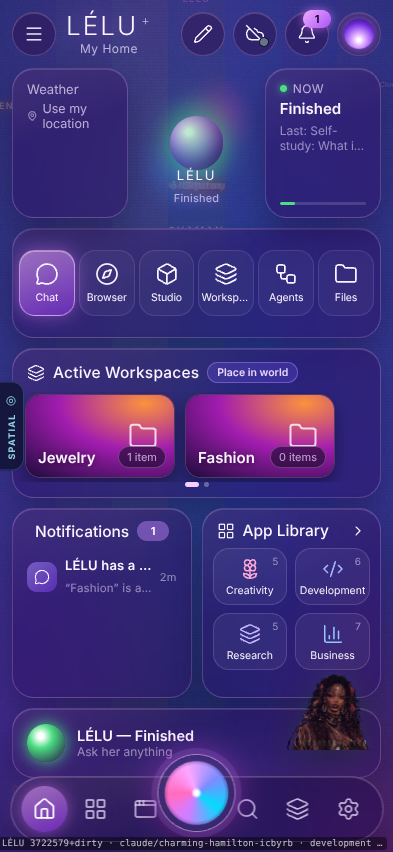 LÉLU +
My Home
1
Weather
Use my
location
LÉLU
Finished
NOW
Finished
Last: Self-
study: What i...
Chat
Browser
Studio
Worksp...
Agents
Files
Active Workspaces
Place in world
SPATIAL
Jewelry
1 item
Fashion
0 items
Notifications
1
LÉLU has a ...
"Fashion" is a...
2m
App Library
Creativity
5
Development
6
Research
5
Business
7
LÉLU — Finished
Ask her anything
LÉLU 3722579+dirty · claude/charming-hamilton-icbyrb · development …